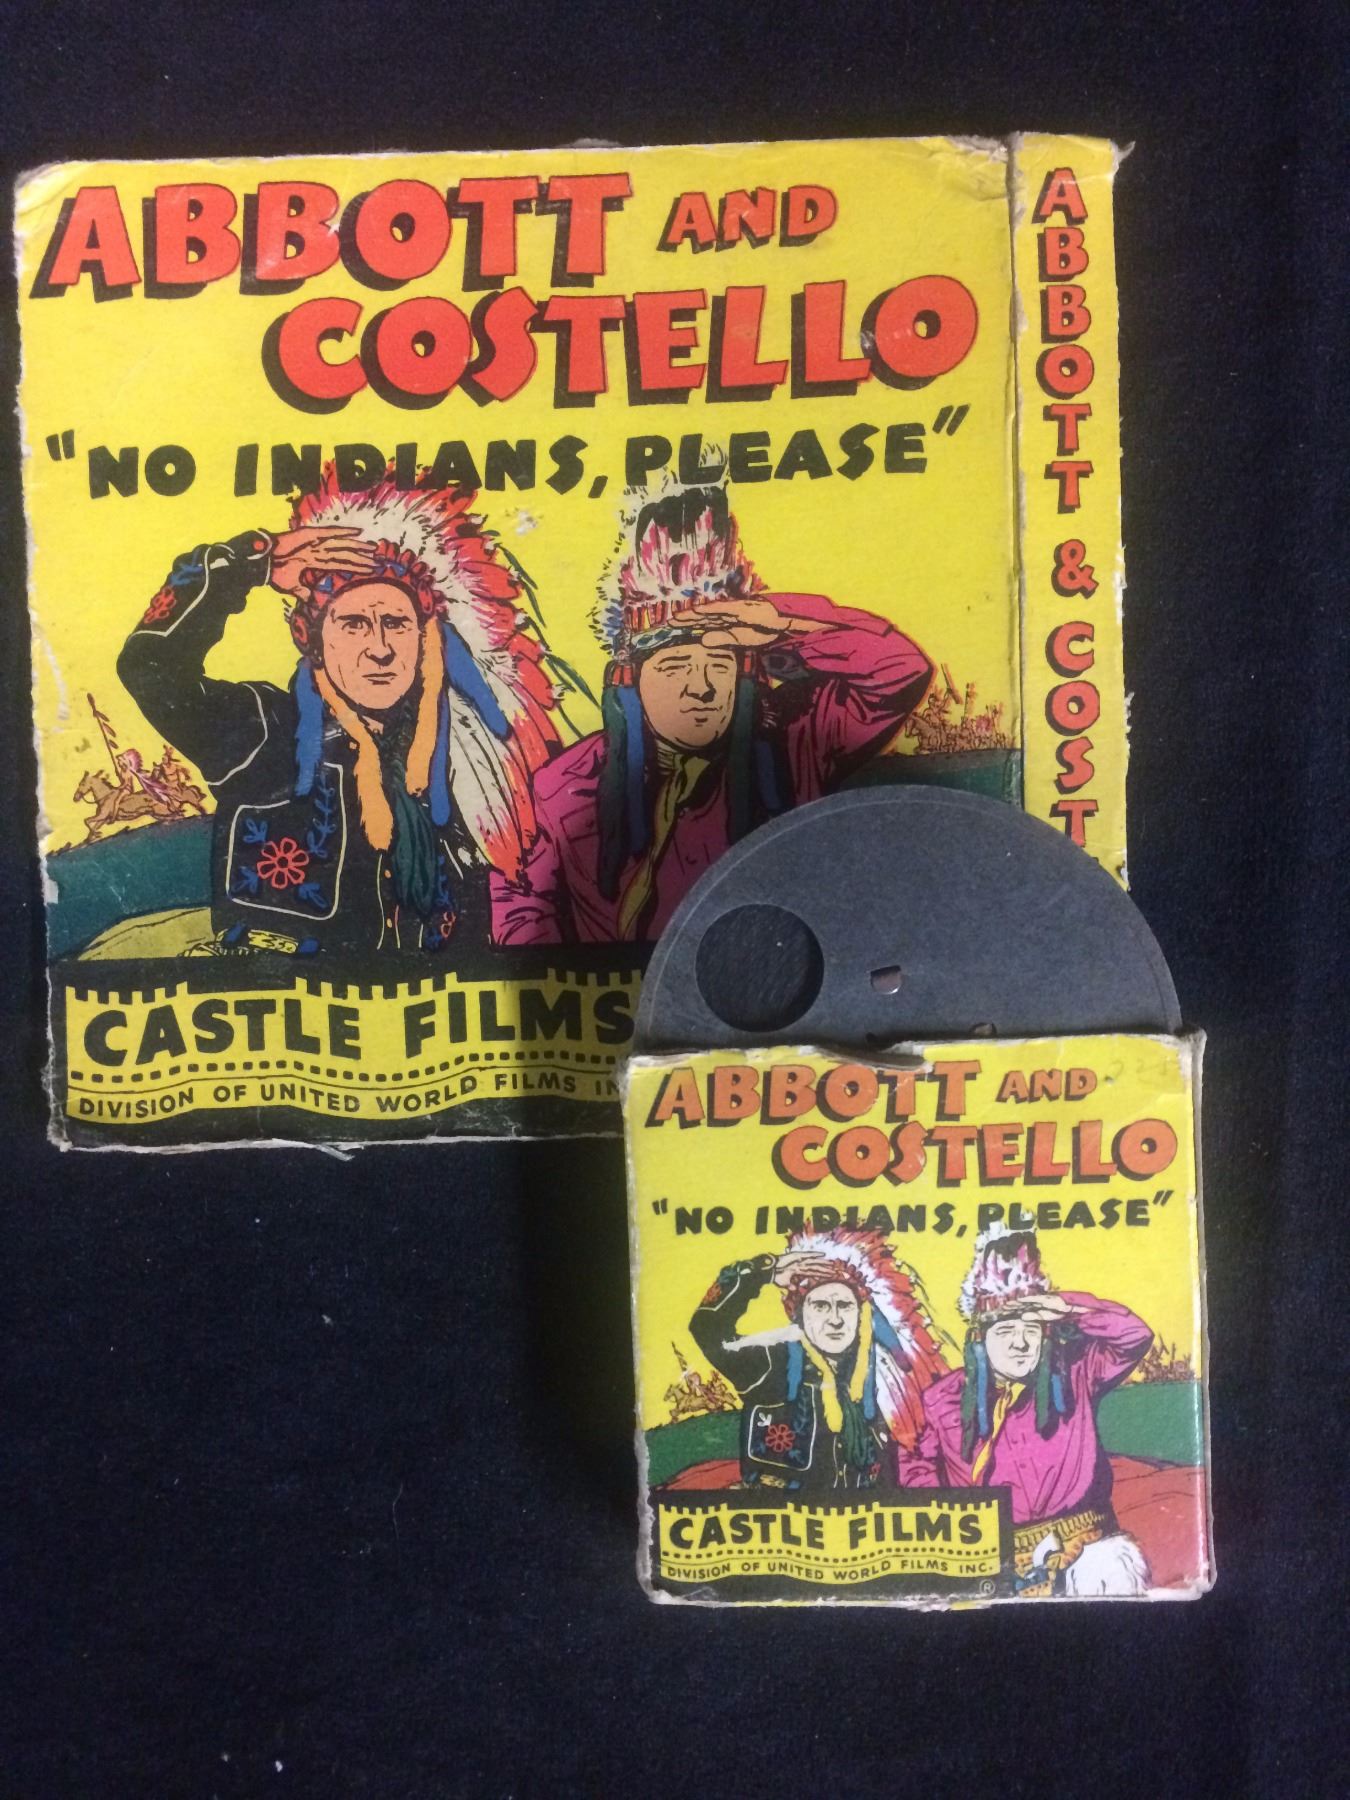 ABBOTT AND
COSTELLO
"NO INDIANS, PLEASE"
CASTLE FILMS
DIVISION OF UNITED WORLD FILMS IN
ABBOTT & COST
ABBOTT AND
COSTELLO
"NO INDIANS, PLEASE"
CASTLE FILMS
DIVISION OF UNITED WORLD FILMS INC.
®